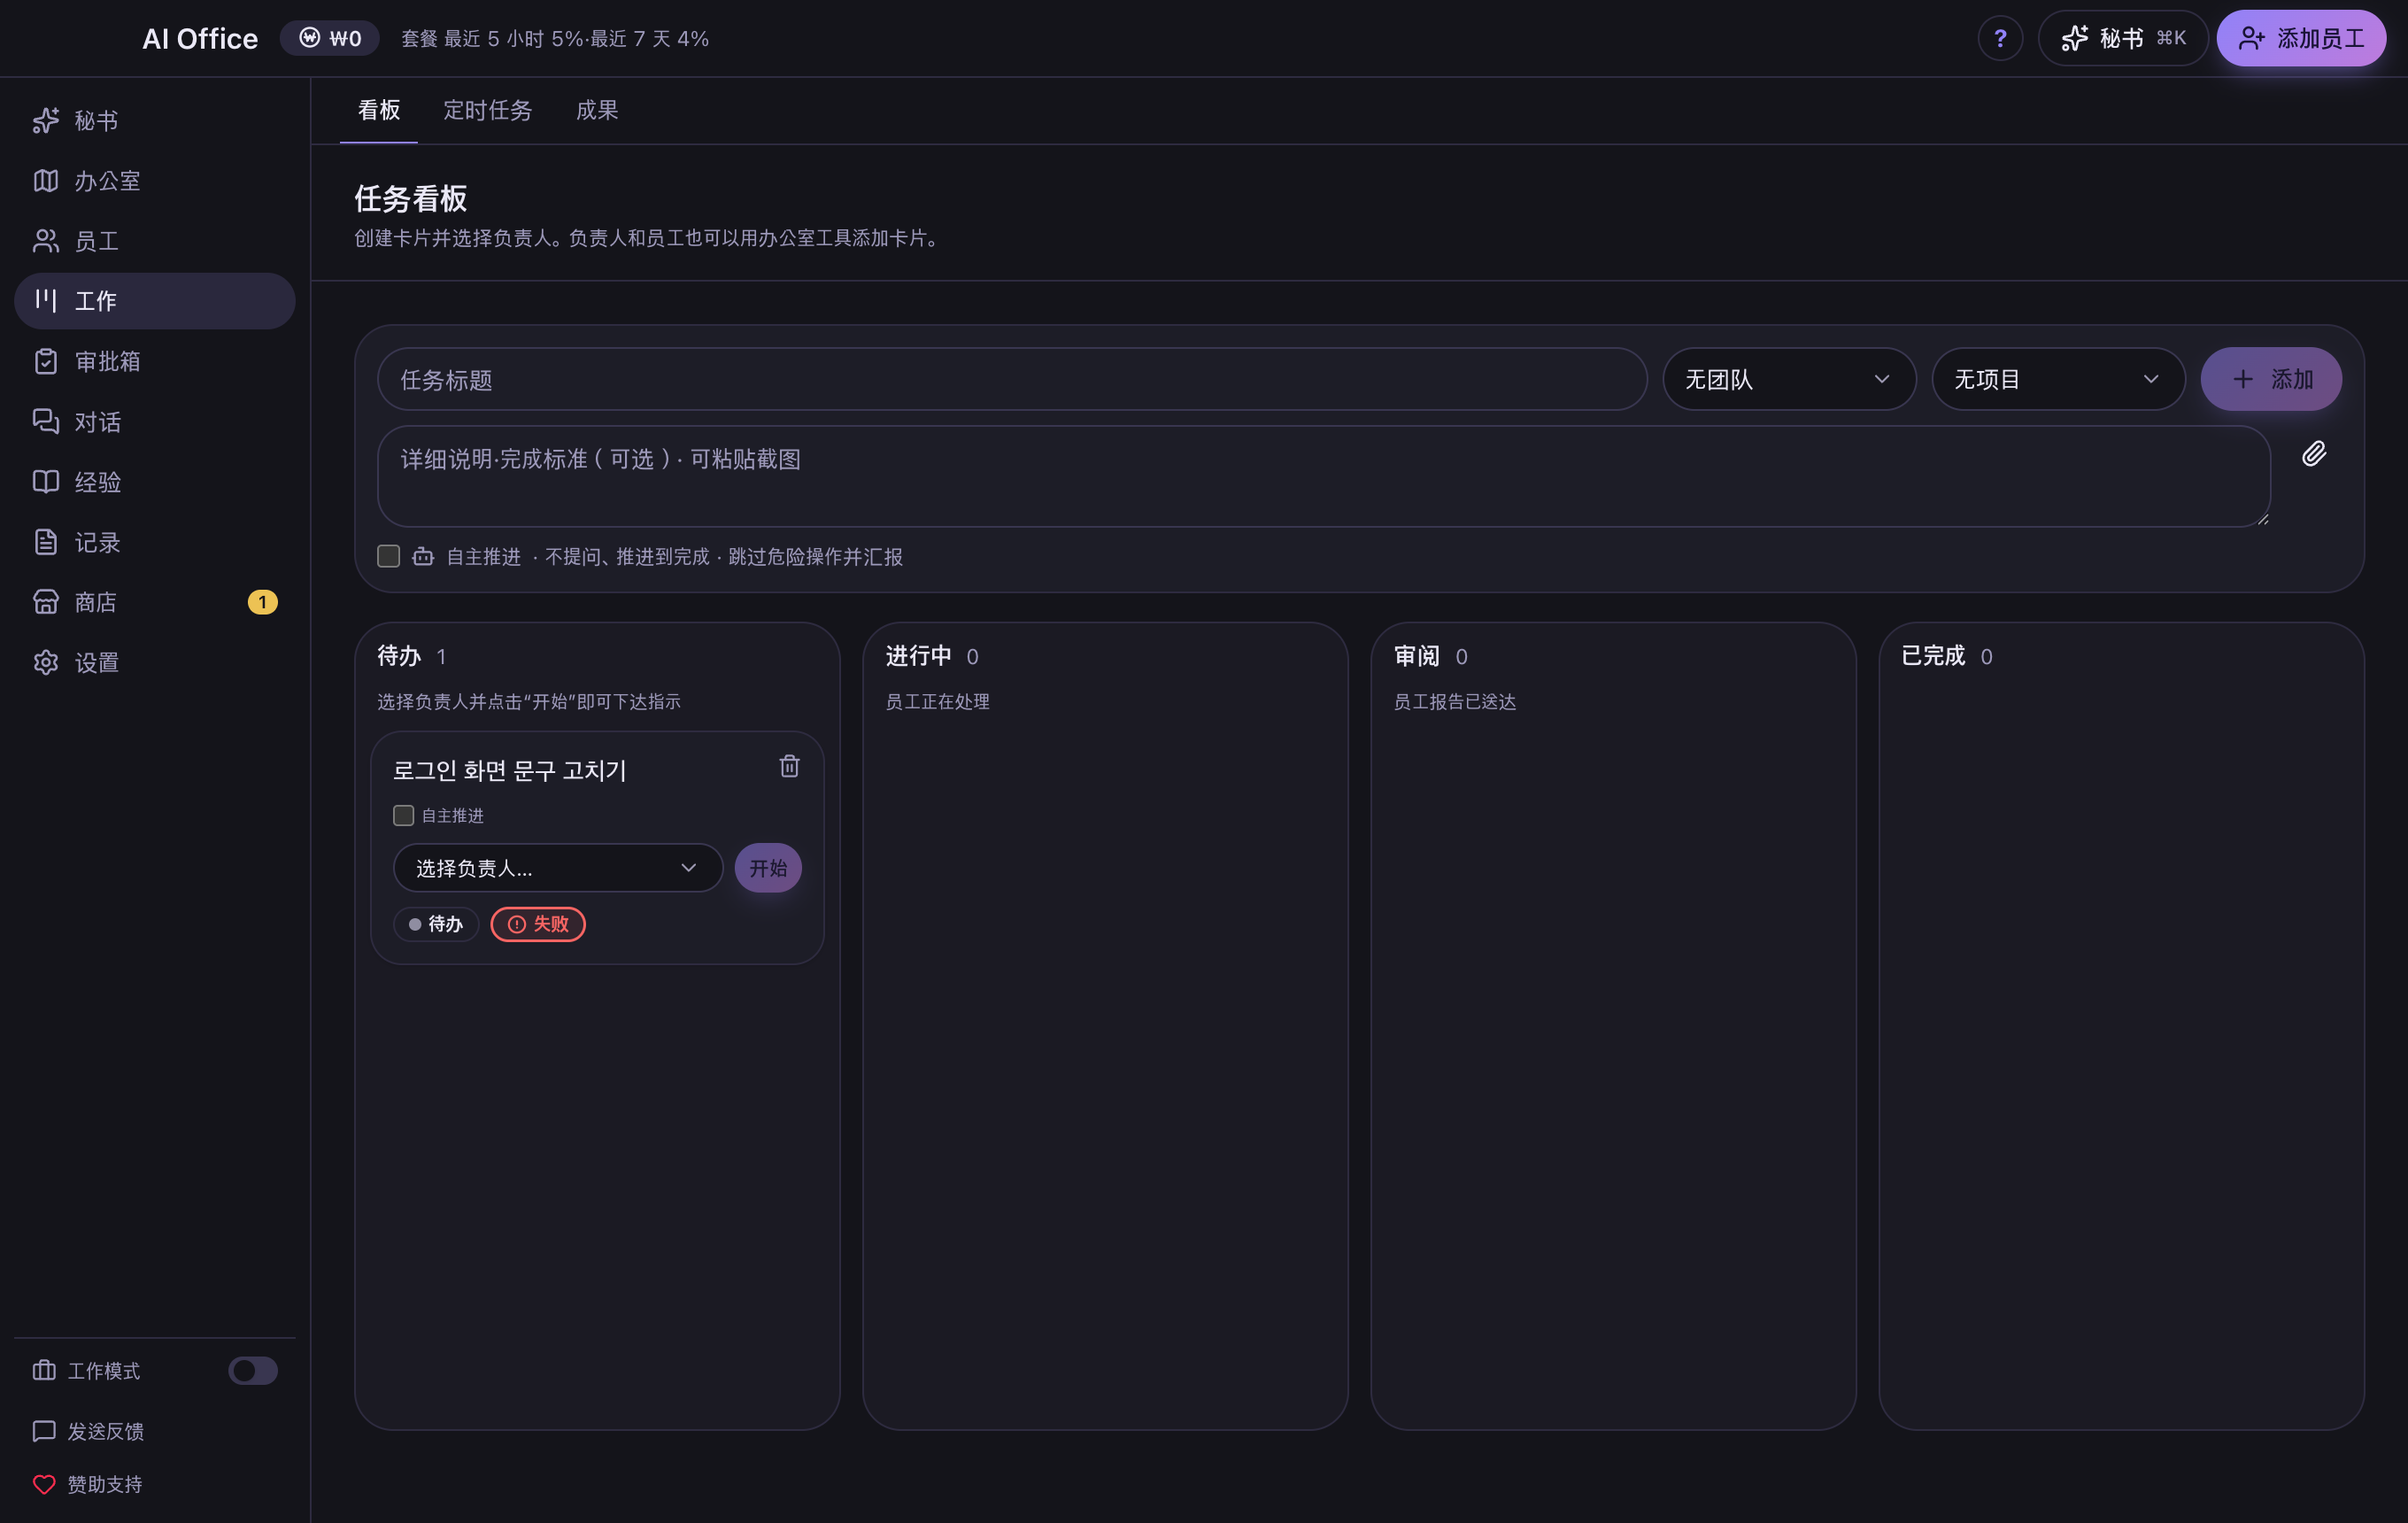 AI Office ₩0 套餐 最近 5 小时 5%·最近 7 天 4% ? 秘书 ⌘K 添加员工
秘书
办公室
员工
工作
审批箱
对话
经验
记录
商店 1
设置
工作模式
发送反馈
赞助支持
看板 定时任务 成果
任务看板
创建卡片并选择负责人。负责人和员工也可以用办公室工具添加卡片。
任务标题 无团队 无项目 添加
详细说明·完成标准（可选）· 可粘贴截图
自主推进 · 不提问、推进到完成 · 跳过危险操作并汇报
待办 1
选择负责人并点击“开始”即可下达指示
로그인 화면 문구 고치기
自主推进
选择负责人... 开始
待办 失败
进行中 0
员工正在处理
审阅 0
员工报告已送达
已完成 0